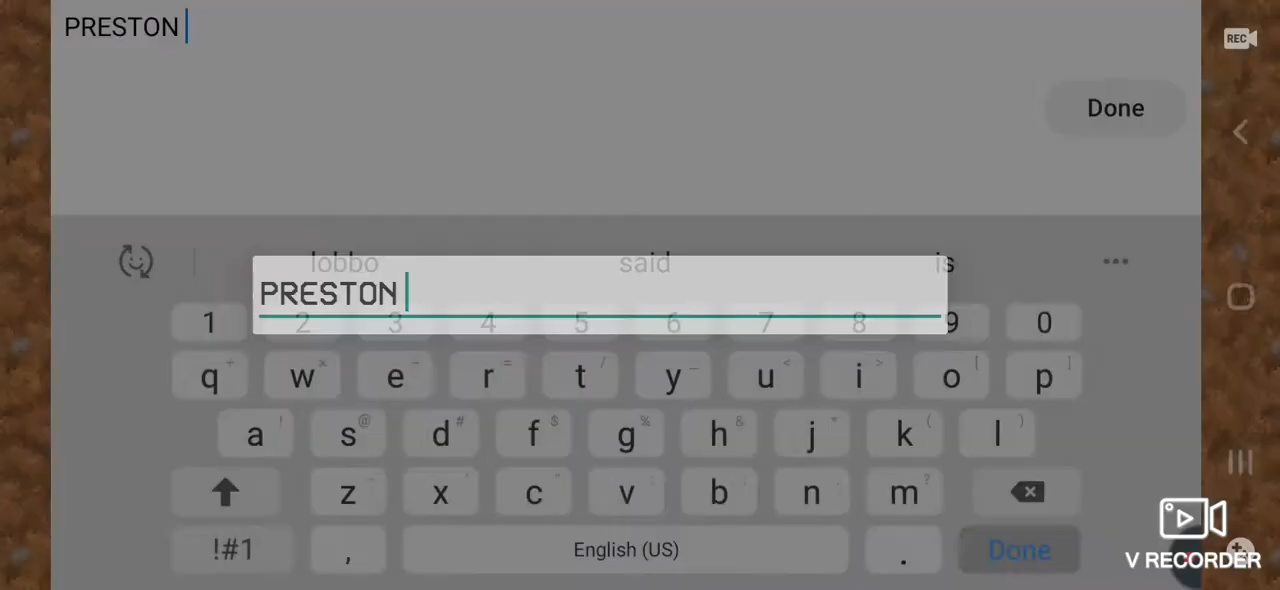 PRESTON
REC
Done
lobbo said is
PRESTON
1 2 3 4 5 6 7 8 9 0
q w e r t y u i o p
a s d f g h j k l
z x c v b n m
!#1 , English (US) . Done
V RECORDER